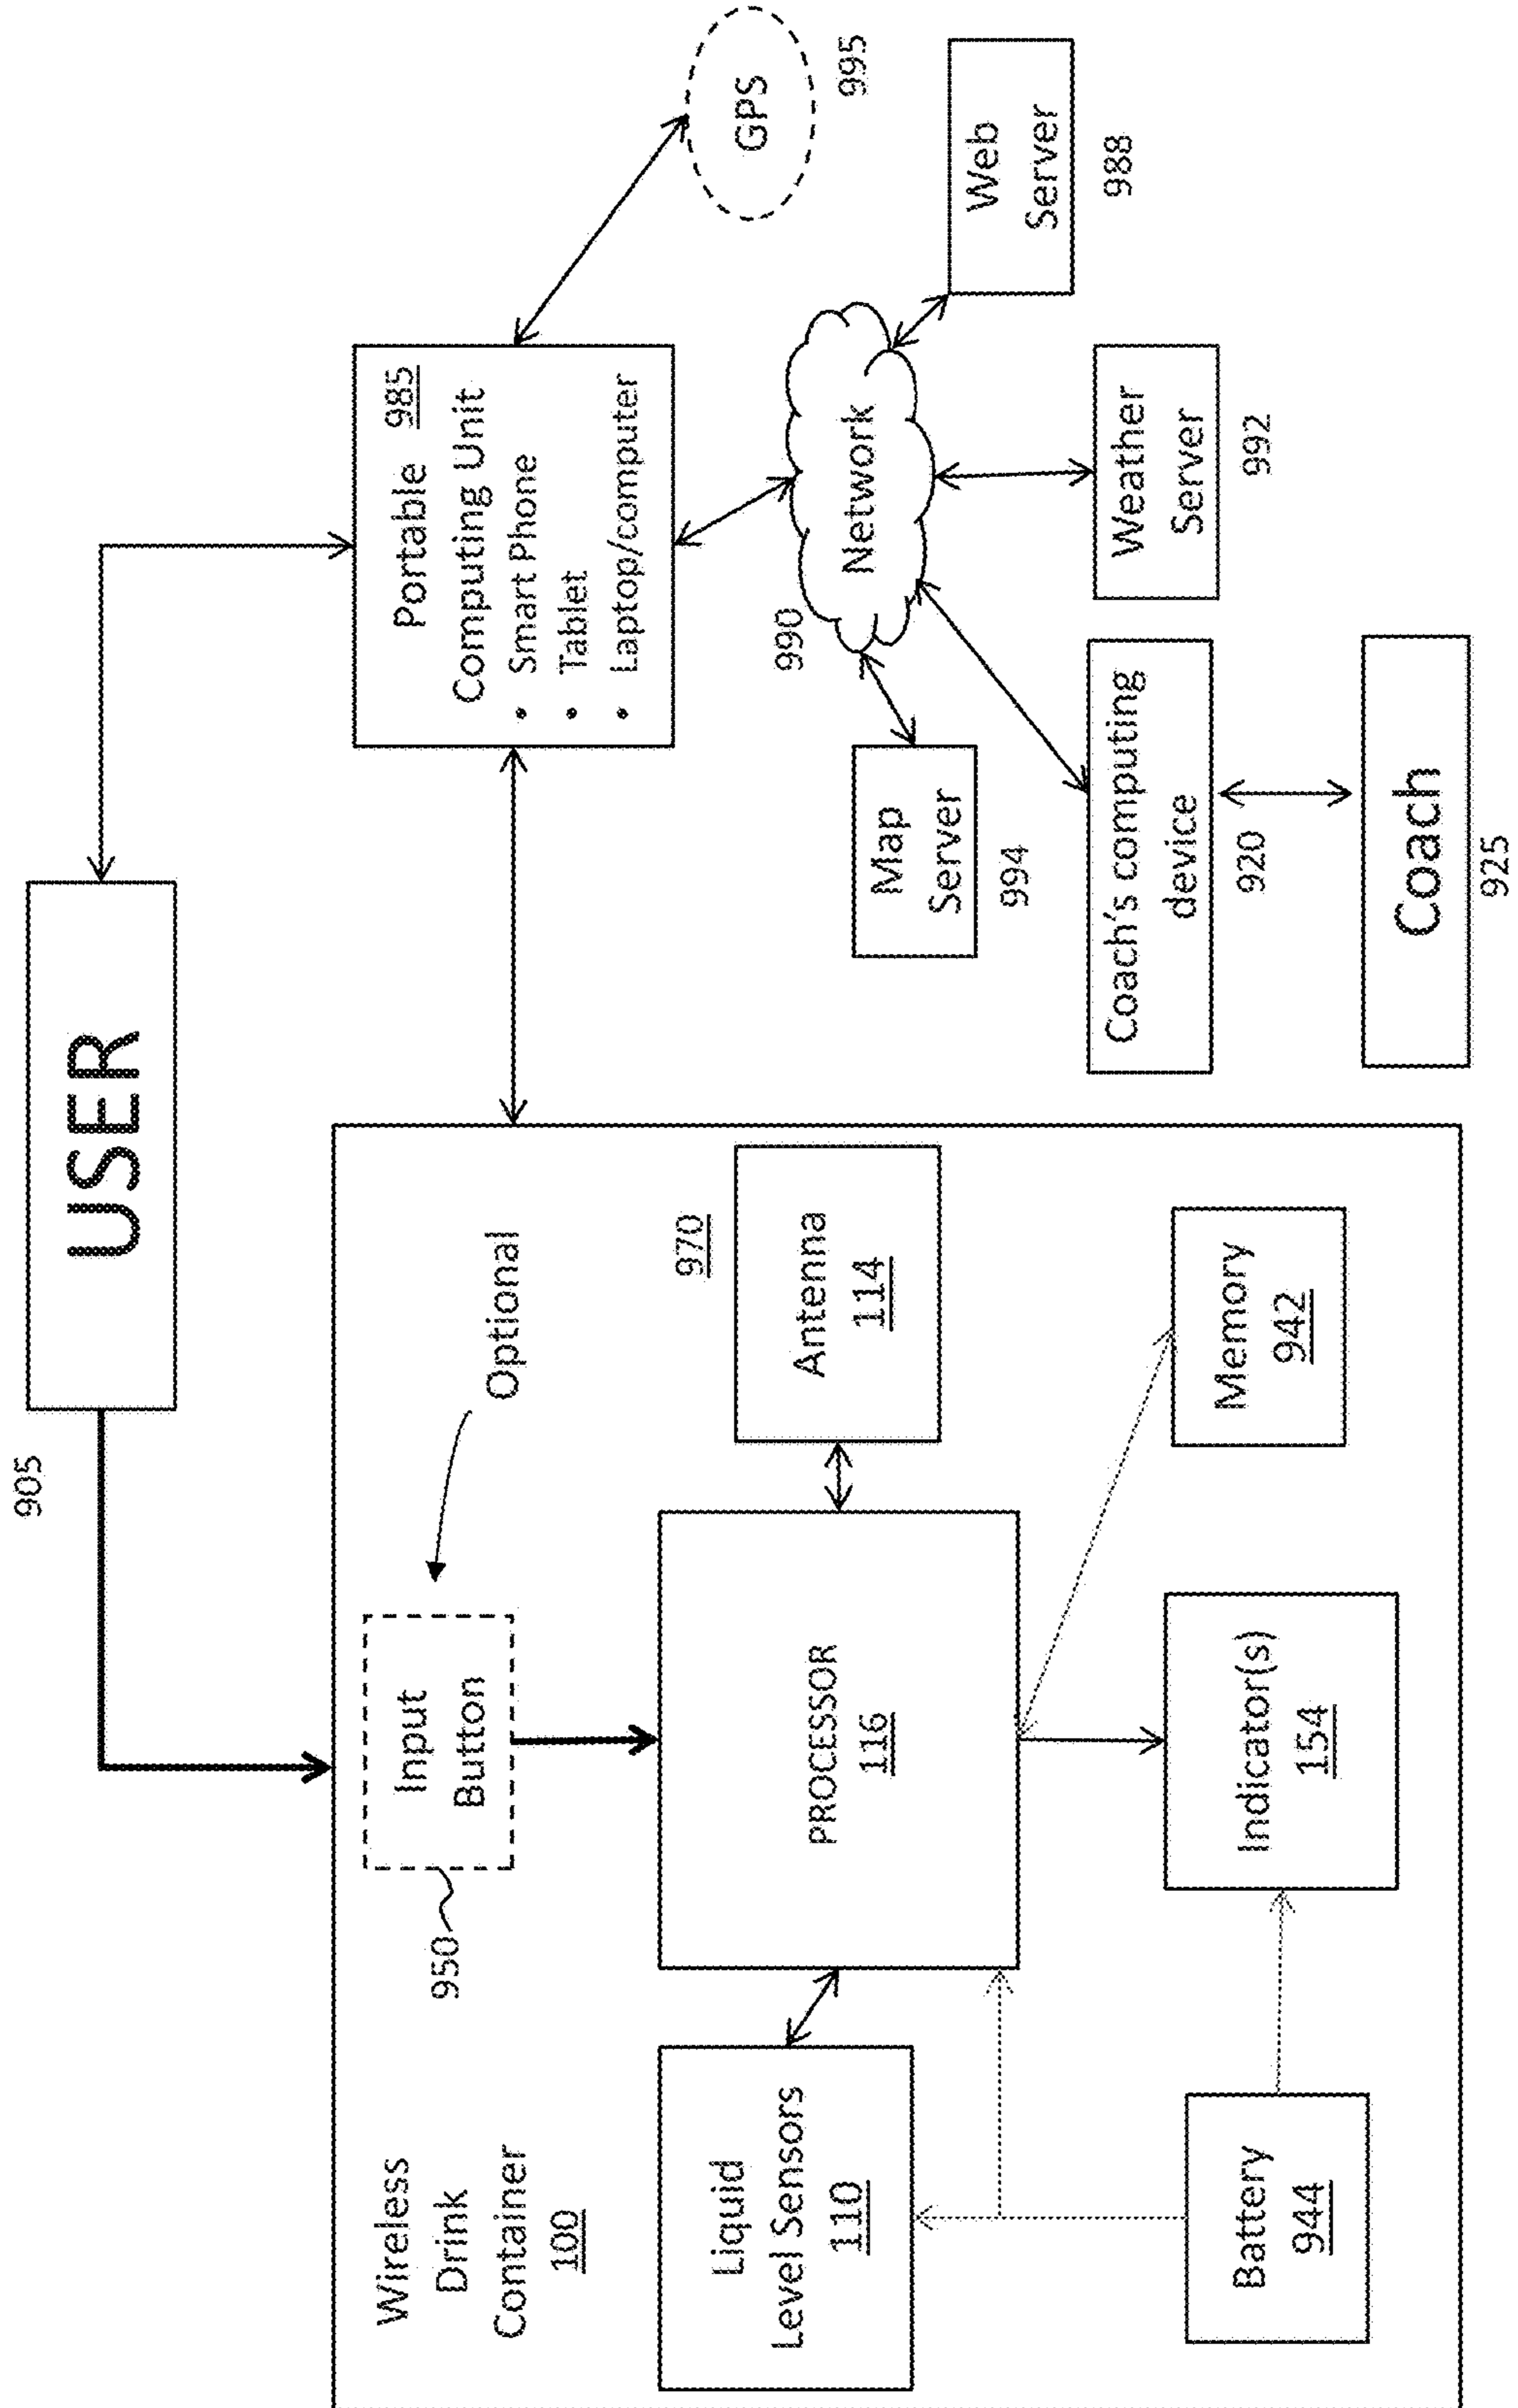 905
USER
Wireless
Drink
Container
100
950
Input
Button
Optional
Liquid
Level Sensors
110
PROCESSOR
116
970
Antenna
114
Battery
944
Indicator(s)
154
Memory
942
Portable 985
Computing Unit
• Smart Phone
• Tablet
• Laptop/computer
GPS
995
990
Network
Map
Server
994
Web
Server
988
Weather
Server
992
Coach's computing
device
920
Coach
925